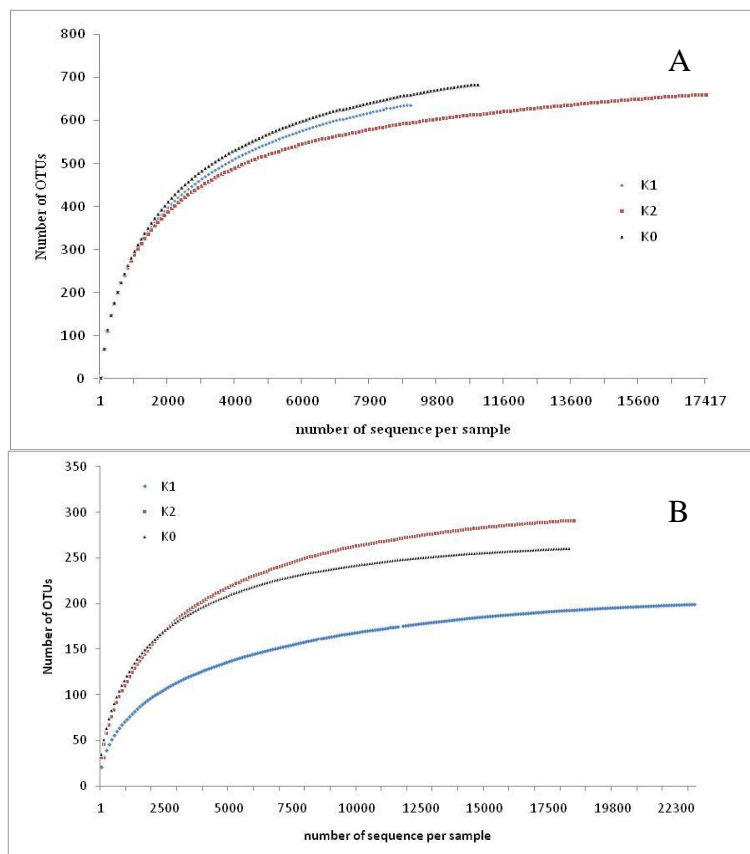 A
800
700
600
500
400
300
200
100
0
Number of OTUs
K1
K2
K0
1 2000 4000 6000 7900 9800 11600 13600 15600 17417
number of sequence per sample
B
350
300
250
200
150
100
50
0
Number of OTUs
K1
K2
K0
1 2500 5000 7500 10000 12500 15000 17500 19800 22300
number of sequence per sample